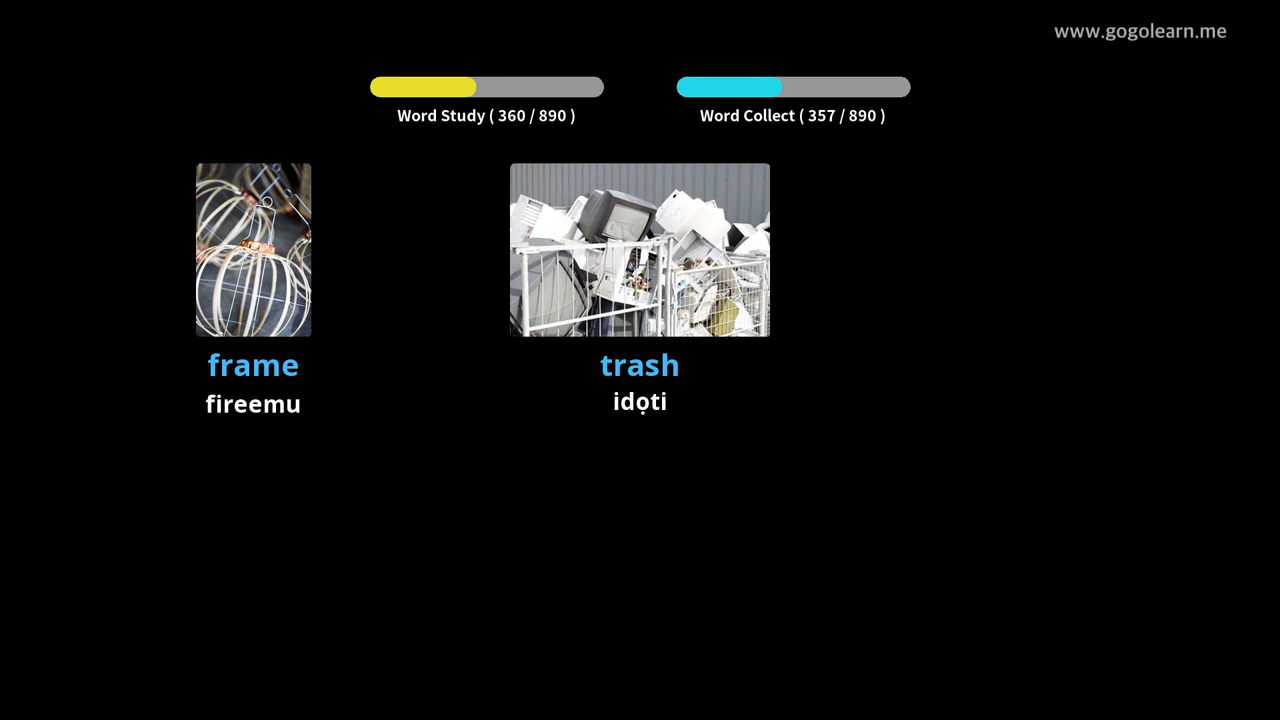 www.gogolearn.me
Word Study ( 360 / 890 )
Word Collect ( 357 / 890 )
frame
fireemu
trash
idọti